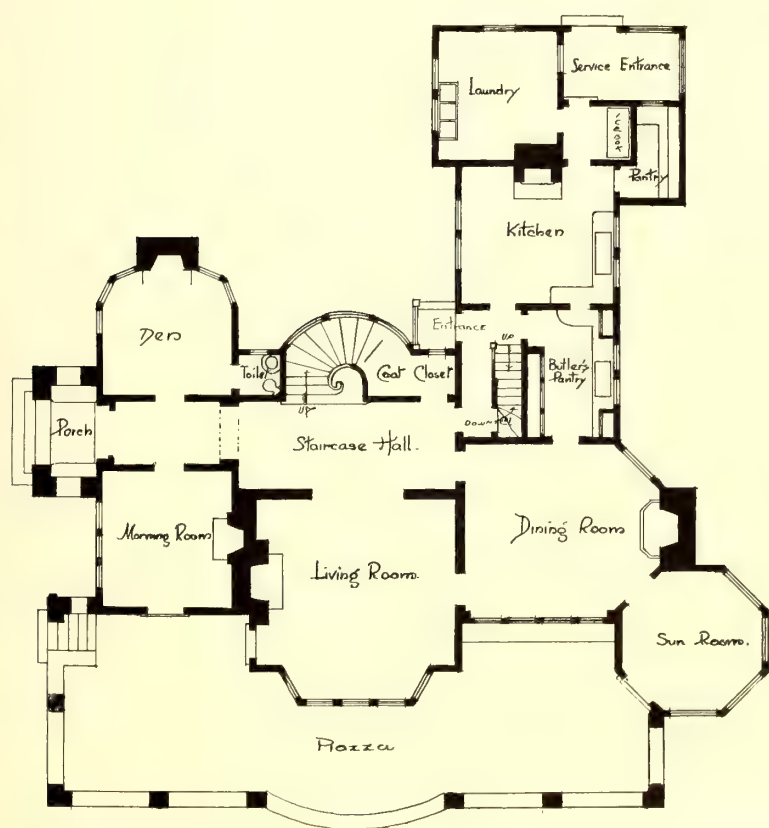 Laundry
Service Entrance
ICEBOX
Pantry
Kitchen
Den
Entrance
UP
Toilet
Coat Closet
Butler's
Pantry
UP
Porch
DOWN
Staircase Hall.
Morning Room
Living Room.
Dining Room
Sun Room.
Piazza